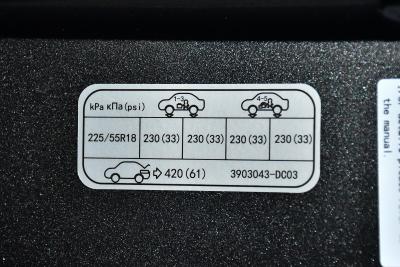 kPa кПа(psi) 1-3 4-5
225/55R18 230 (33) 230 (33) 230 (33) 230 (33)
420 (61) 3903043-DC03
the manual.